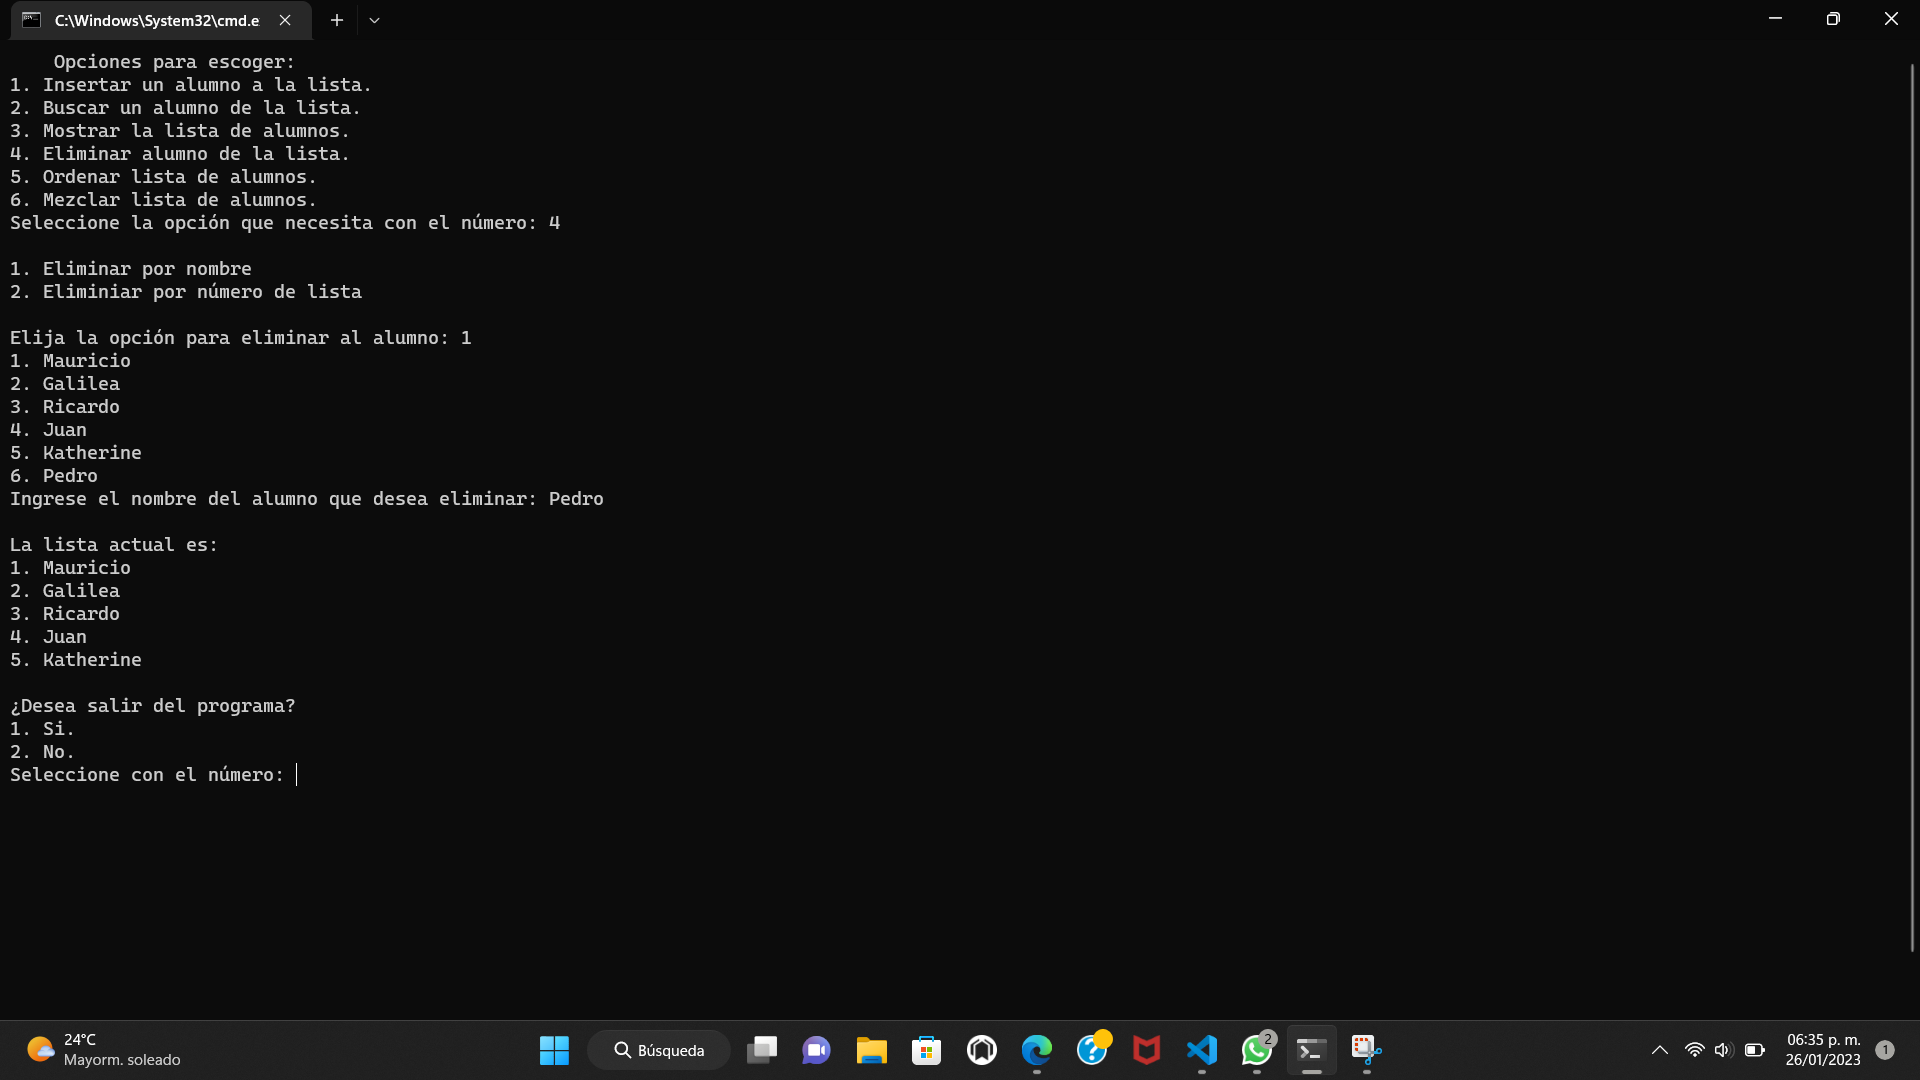 C:\Windows\System32\cmd.e
Opciones para escoger:
1. Insertar un alumno a la lista.
2. Buscar un alumno de la lista.
3. Mostrar la lista de alumnos.
4. Eliminar alumno de la lista.
5. Ordenar lista de alumnos.
6. Mezclar lista de alumnos.
Seleccione la opción que necesita con el número: 4
1. Eliminar por nombre
2. Eliminiar por número de lista
Elija la opción para eliminar al alumno: 1
1. Mauricio
2. Galilea
3. Ricardo
4. Juan
5. Katherine
6. Pedro
Ingrese el nombre del alumno que desea eliminar: Pedro
La lista actual es:
1. Mauricio
2. Galilea
3. Ricardo
4. Juan
5. Katherine
¿Desea salir del programa?
1. Si.
2. No.
Seleccione con el número:
24°C
Mayorm. soleado
Búsqueda
2
06:35 p. m.
26/01/2023
1